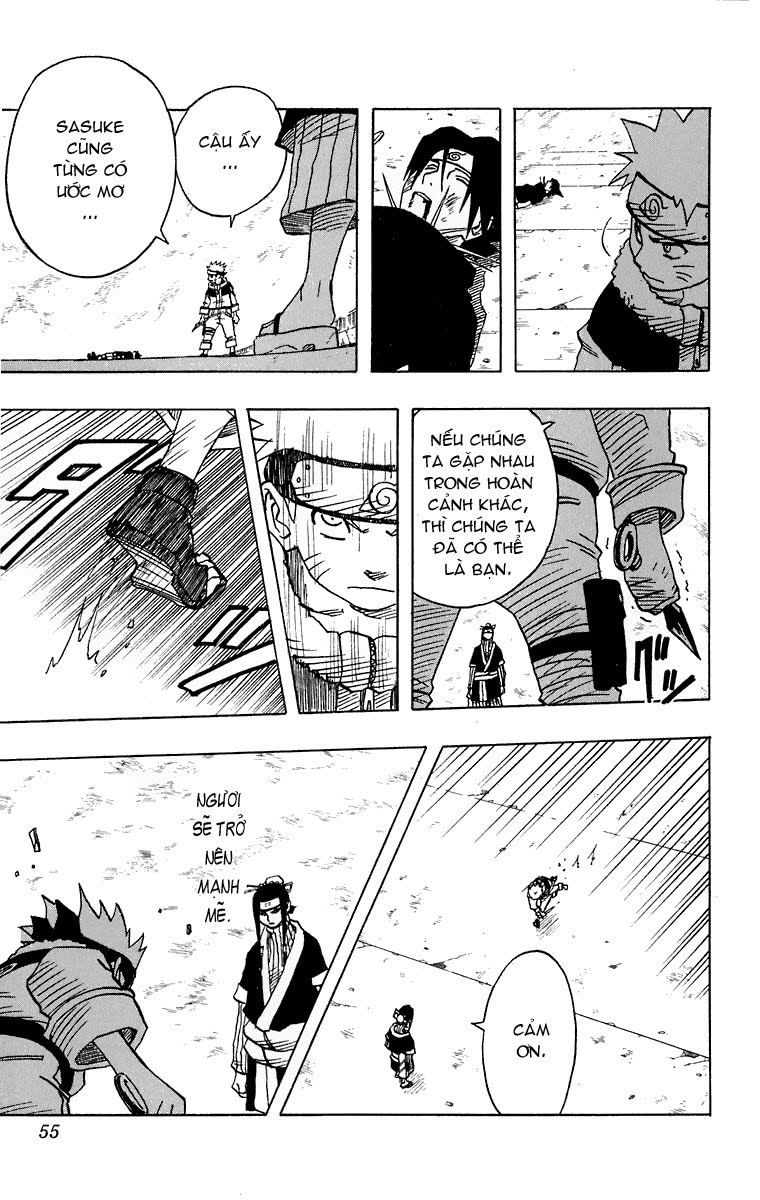 CẬU ẤY
...
SASUKE
CŨNG
TỪNG CÓ
ƯỚC MƠ
...
NẾU CHÚNG
TA GẶP NHAU
TRONG HOÀN
CẢNH KHÁC,
THÌ CHÚNG TA
ĐÃ CÓ THỂ
LÀ BẠN.
CẢM
ƠN.
NGƯƠI
SẼ TRỞ
NÊN
MẠNH
MẼ.
55